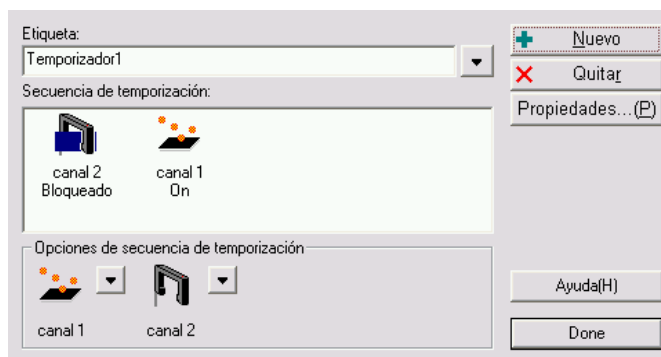 Etiqueta:
Temporizador1
Secuencia de temporización:
canal 2
Bloqueado
canal 1
On
Opciones de secuencia de temporización
canal 1
canal 2
Nuevo
Quitar
Propiedades...(P)
Ayuda(H)
Done